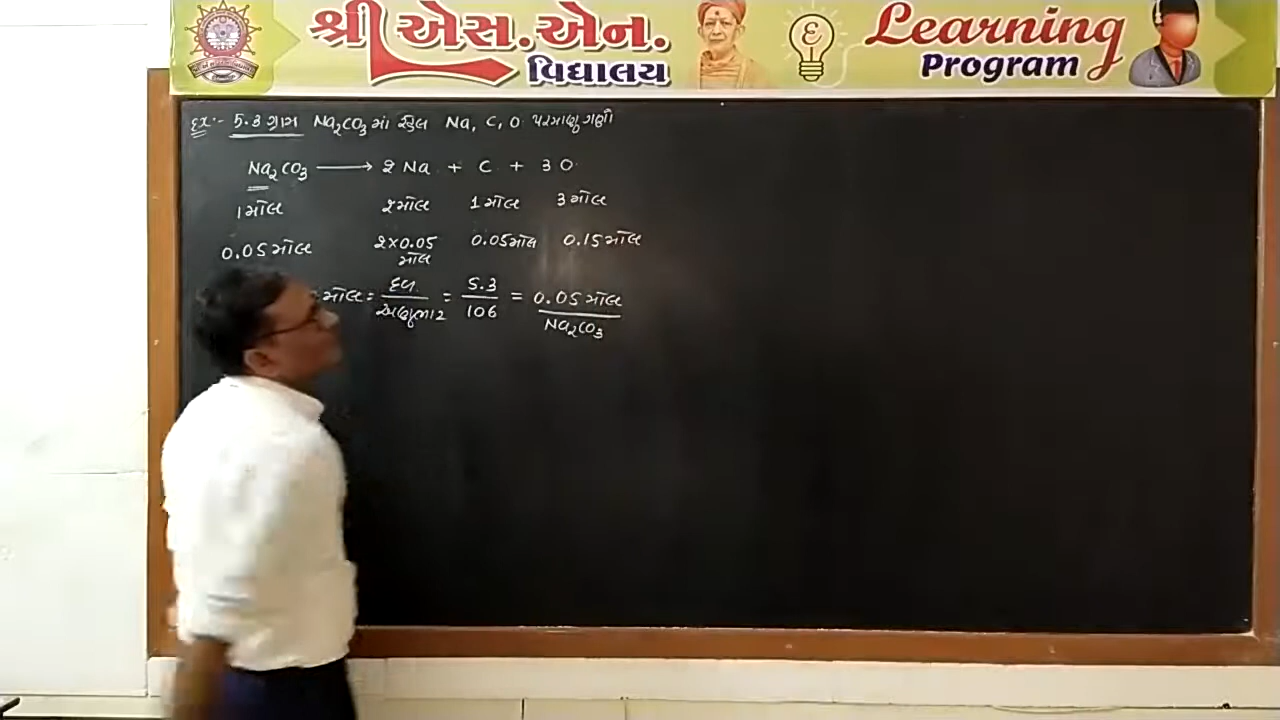 શ્રી એસ.એન.
વિદ્યાલય
Learning
Program
દા:- 5.3 ગ્રામ Na₂CO₃ માં કુલ Na, C, O પરમાણુ ગણો
Na₂CO₃ ⟶ 2 Na + C + 3 O
1 મોલ 2 મોલ 1 મોલ 3 મોલ
0.05 મોલ 2×0.05 મોલ 0.05 મોલ 0.15 મોલ
મોલ = દળ / અણુભાર = 5.3 / 106 = 0.05 મોલ
Na₂CO₃